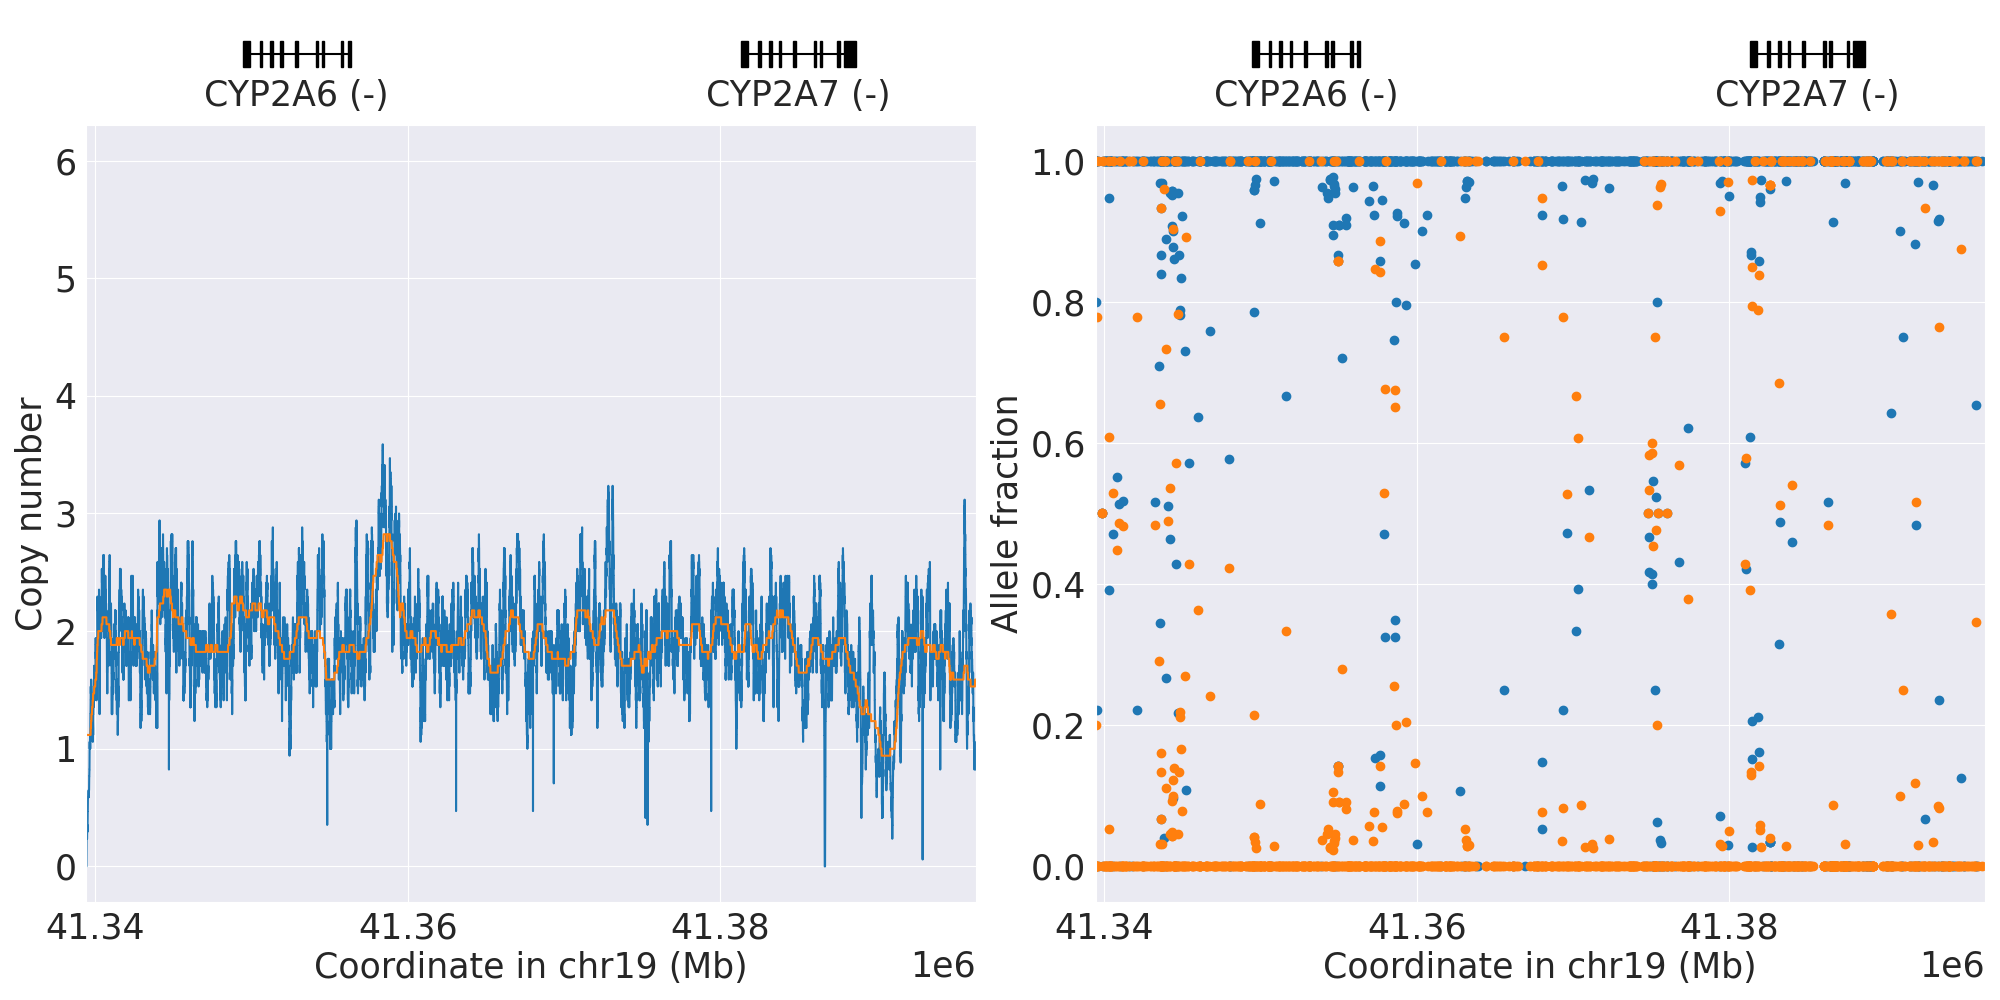 CYP2A6 (-) CYP2A7 (-)
Copy number
6
5
4
3
2
1
0
41.34 41.36 41.38
Coordinate in chr19 (Mb) 1e6
CYP2A6 (-) CYP2A7 (-)
Allele fraction
1.0
0.8
0.6
0.4
0.2
0.0
41.34 41.36 41.38
Coordinate in chr19 (Mb) 1e6